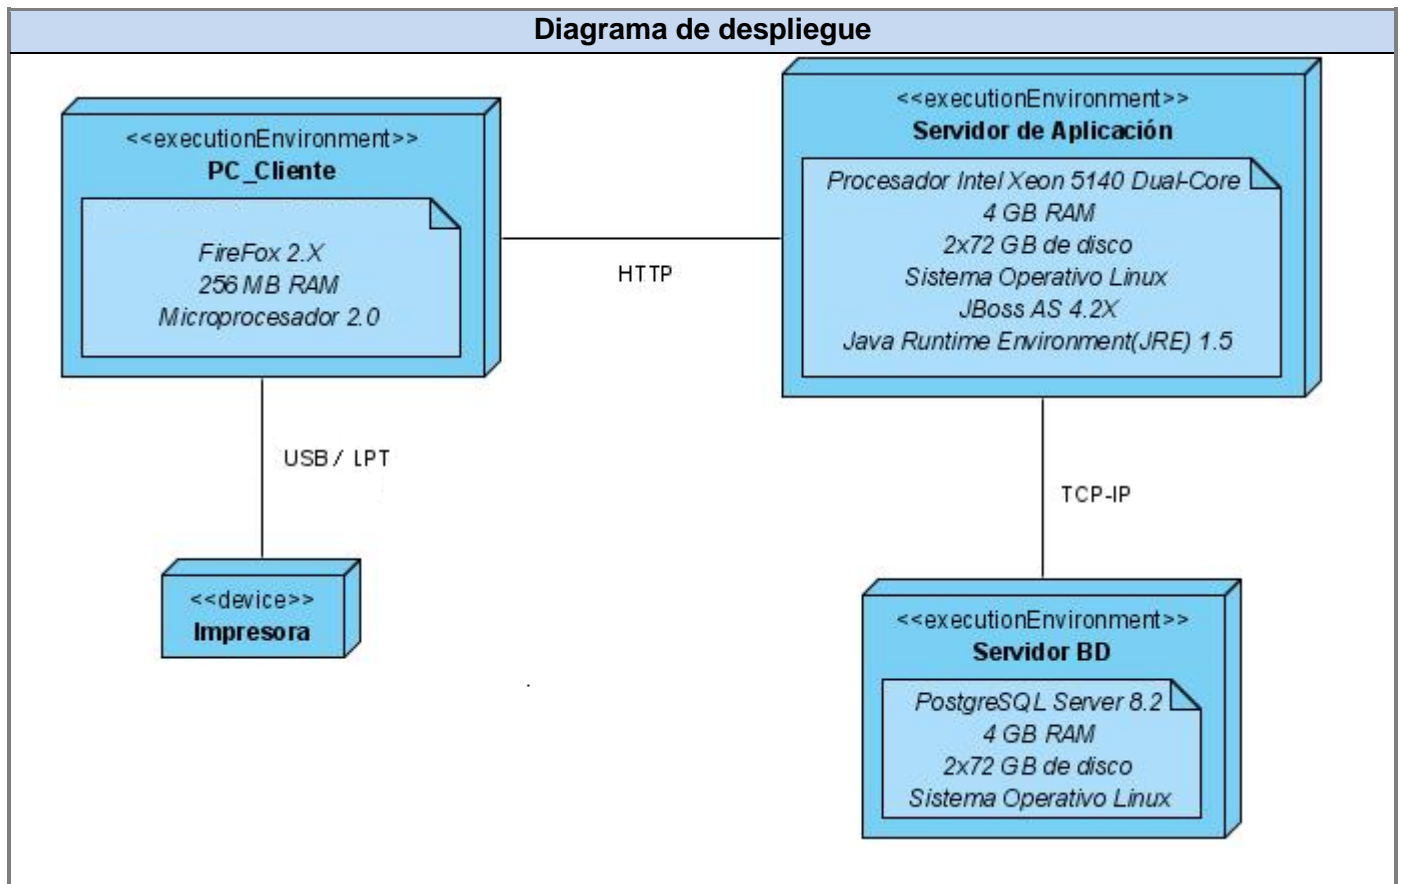 Diagrama de despliegue
<<executionEnvironment>>
PC_Cliente
FireFox 2.X
256 MB RAM
Microprocesador 2.0
HTTP
<<executionEnvironment>>
Servidor de Aplicación
Procesador Intel Xeon 5140 Dual-Core
4 GB RAM
2x72 GB de disco
Sistema Operativo Linux
JBoss AS 4.2X
Java Runtime Environment(JRE) 1.5
USB / LPT
TCP-IP
<<device>>
Impresora
<<executionEnvironment>>
Servidor BD
PostgreSQL Server 8.2
4 GB RAM
2x72 GB de disco
Sistema Operativo Linux